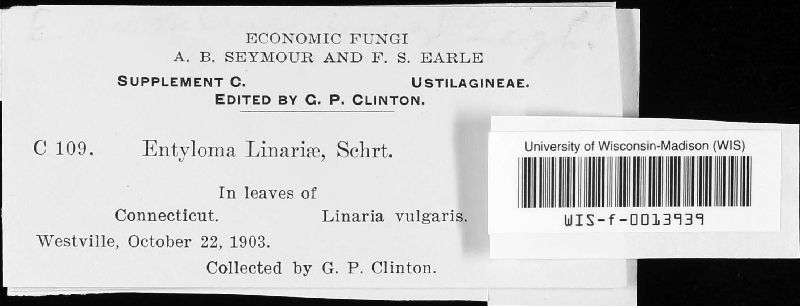 ECONOMIC FUNGI
A. B. SEYMOUR AND F. S. EARLE
SUPPLEMENT C. USTILAGINEAE.
EDITED BY G. P. CLINTON.
C 109. Entyloma Linariæ, Schrt.
In leaves of
Connecticut. Linaria vulgaris.
Westville, October 22, 1903.
Collected by G. P. Clinton.
University of Wisconsin-Madison (WIS)
WIS-f-0013939